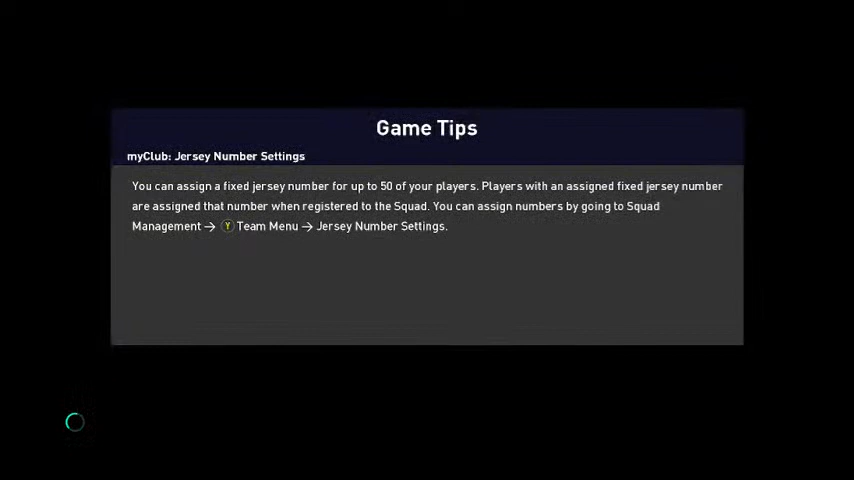 Game Tips
myClub: Jersey Number Settings
You can assign a fixed jersey number for up to 50 of your players. Players with an assigned fixed jersey number
are assigned that number when registered to the Squad. You can assign numbers by going to Squad
Management → Ⓨ Team Menu → Jersey Number Settings.